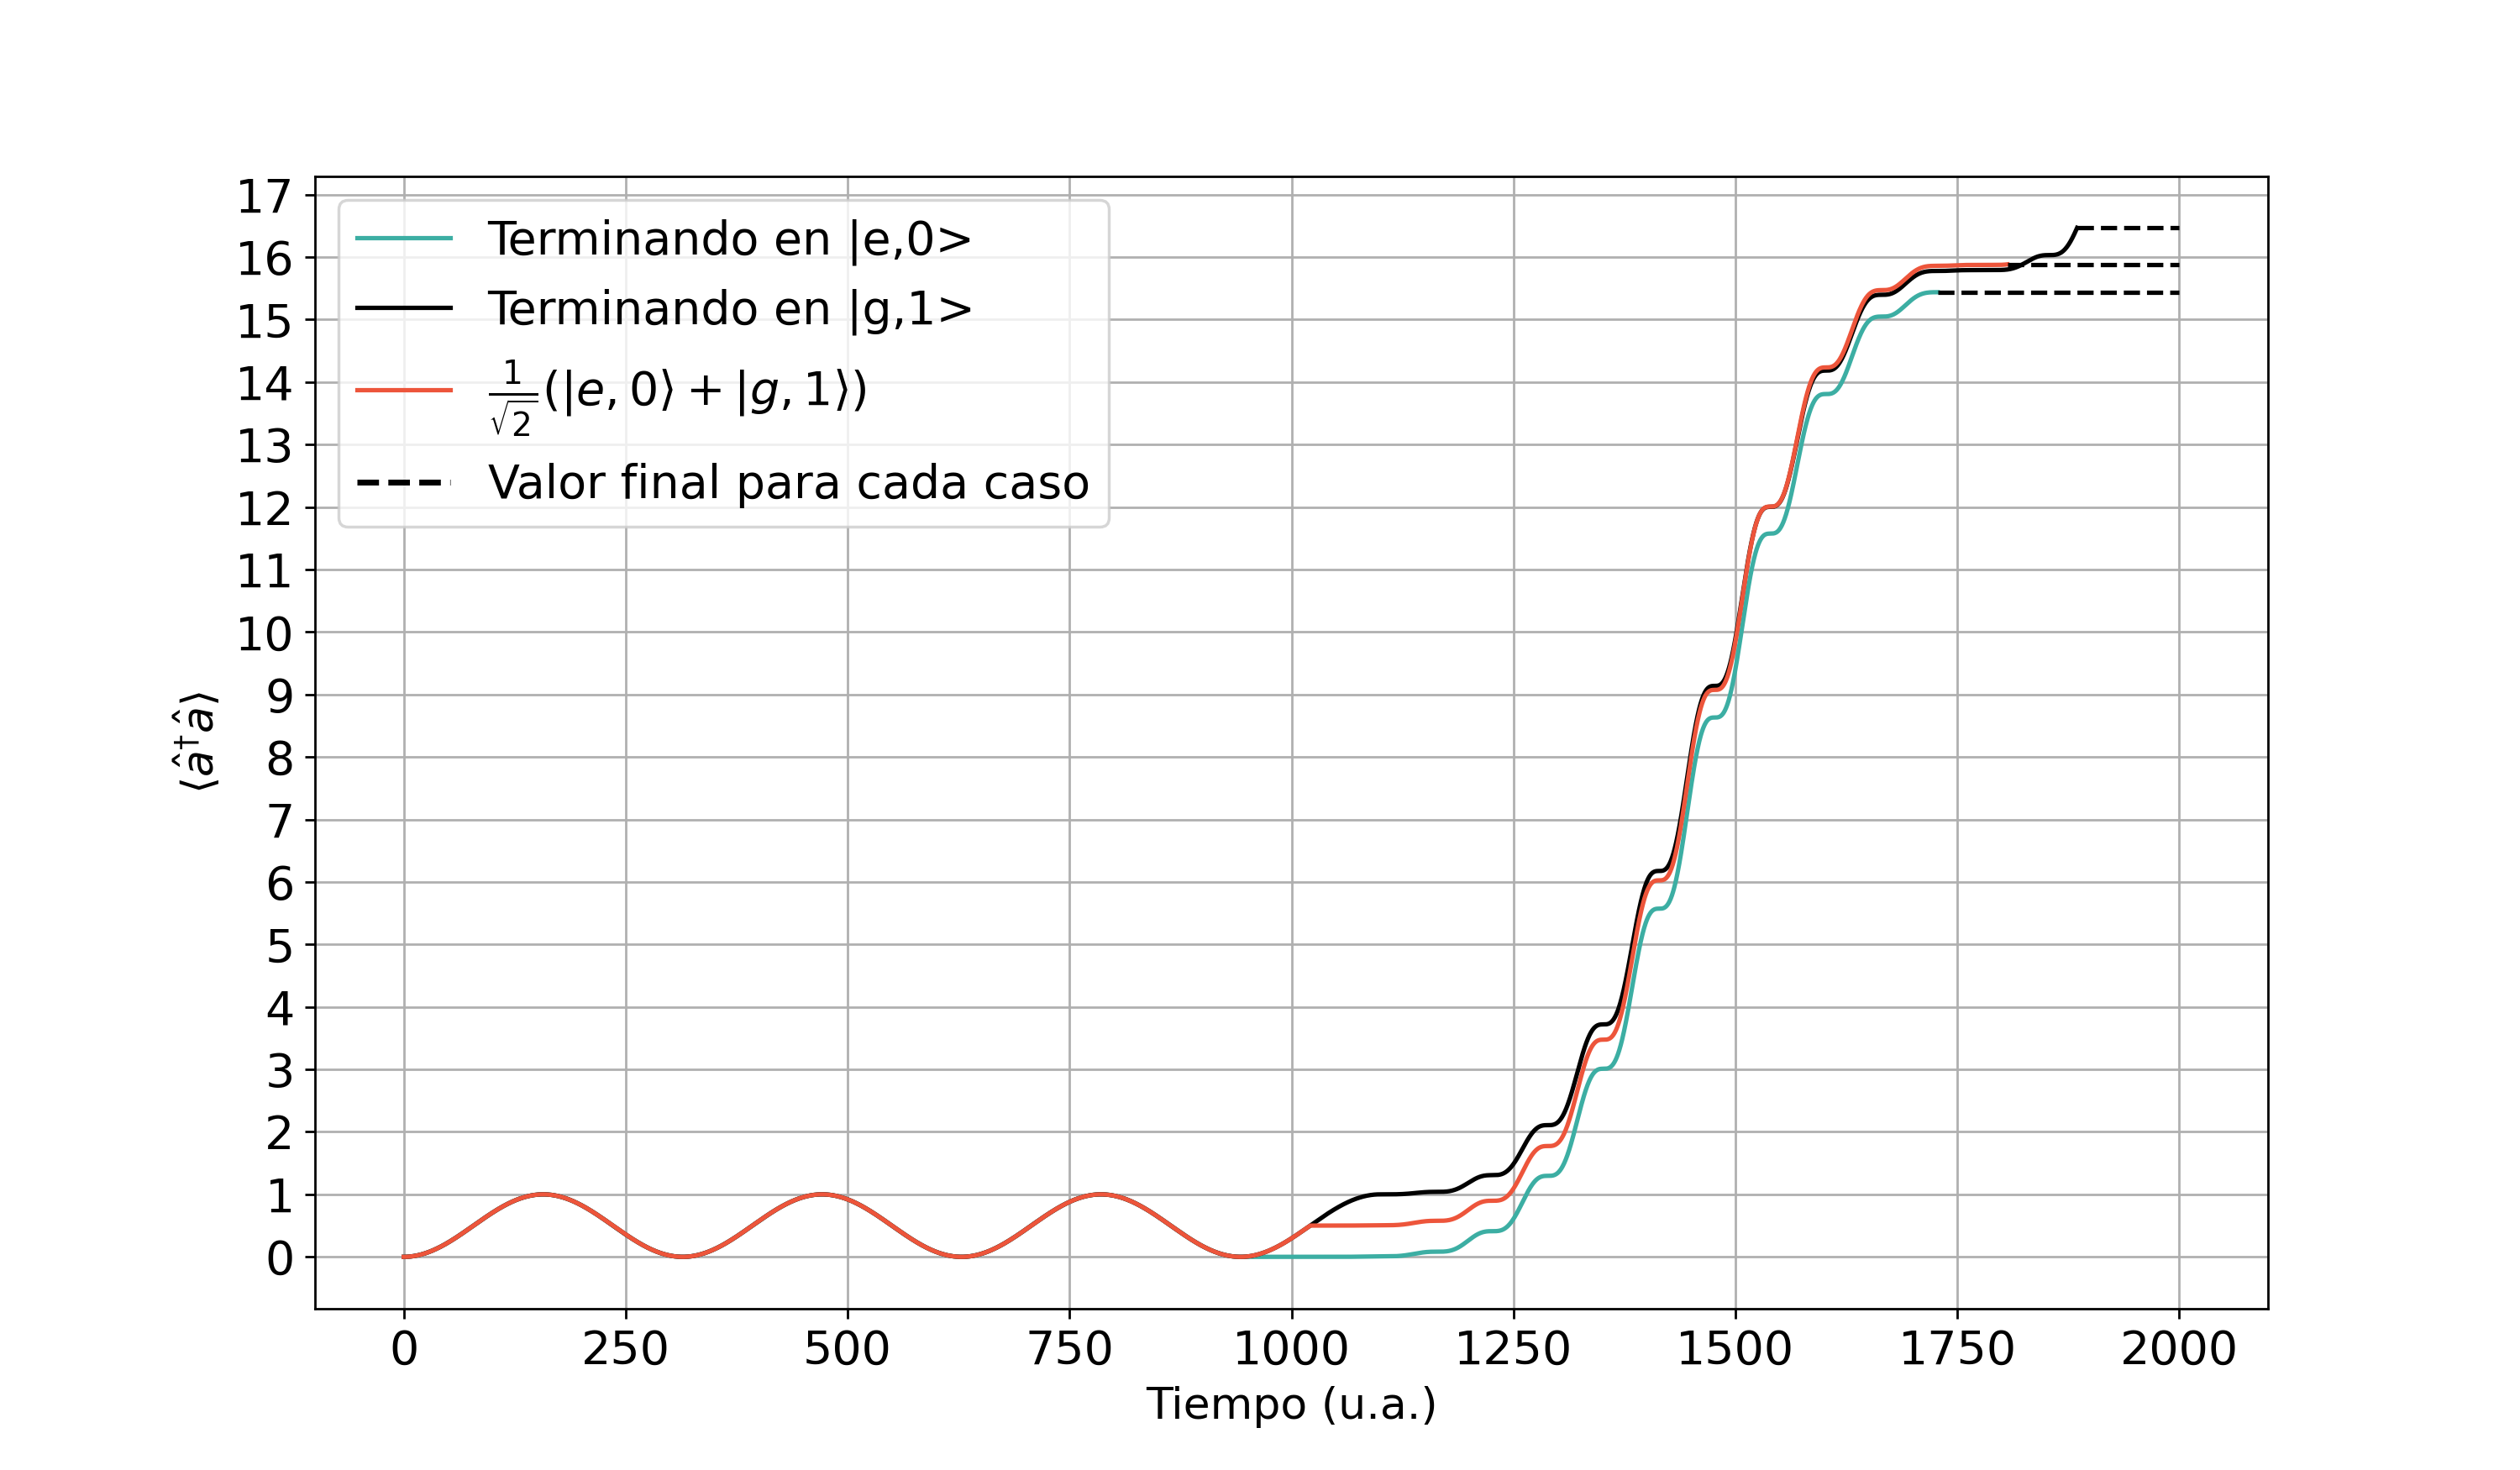 17
16
15
14
13
12
11
10
9
8
7
6
5
4
3
2
1
0
⟨â†â⟩
Terminando en |e,0>
Terminando en |g,1>
1/√2(|e, 0⟩ + |g, 1⟩)
Valor final para cada caso
0 250 500 750 1000 1250 1500 1750 2000
Tiempo (u.a.)